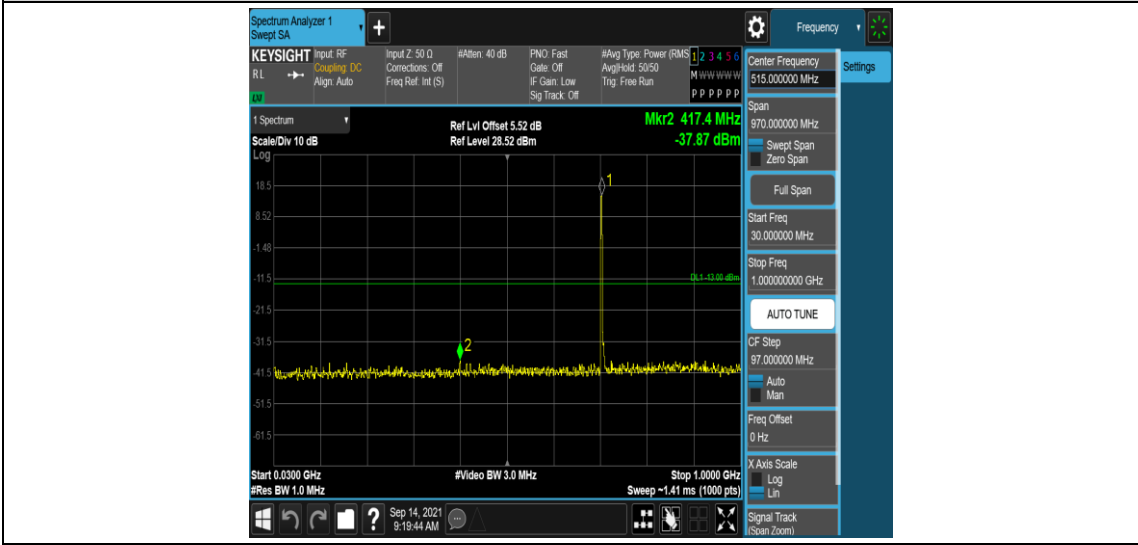 Spectrum Analyzer 1
Swept SA
+
Frequency
KEYSIGHT
RL
LM
Input: RF
Coupling: DC
Align: Auto
Input Z: 50 Ω
Corrections: Off
Freq Ref: Int (S)
#Atten: 40 dB
PNO: Fast
Gate: Off
IF Gain: Low
Sig Track: Off
#Avg Type: Power (RMS
Avg|Hold: 50/50
Trig: Free Run
1 2 3 4 5 6
M W W W W W
P P P P P P
1 Spectrum
Scale/Div 10 dB
Ref Lvl Offset 5.52 dB
Ref Level 28.52 dBm
Mkr2 417.4 MHz
-37.87 dBm
Log
18.5
8.52
-1.48
-11.5
-21.5
-31.5
-41.5
-51.5
-61.5
1
DL1 -13.00 dBm
2
Start 0.0300 GHz
#Res BW 1.0 MHz
#Video BW 3.0 MHz
Stop 1.0000 GHz
Sweep ~1.41 ms (1000 pts)
Center Frequency
515.000000 MHz
Settings
Span
970.000000 MHz
Swept Span
Zero Span
Full Span
Start Freq
30.000000 MHz
Stop Freq
1.000000000 GHz
AUTO TUNE
CF Step
97.000000 MHz
Auto
Man
Freq Offset
0 Hz
X Axis Scale
Log
Lin
Signal Track
(Span Zoom)
?
Sep 14, 2021
9:19:44 AM